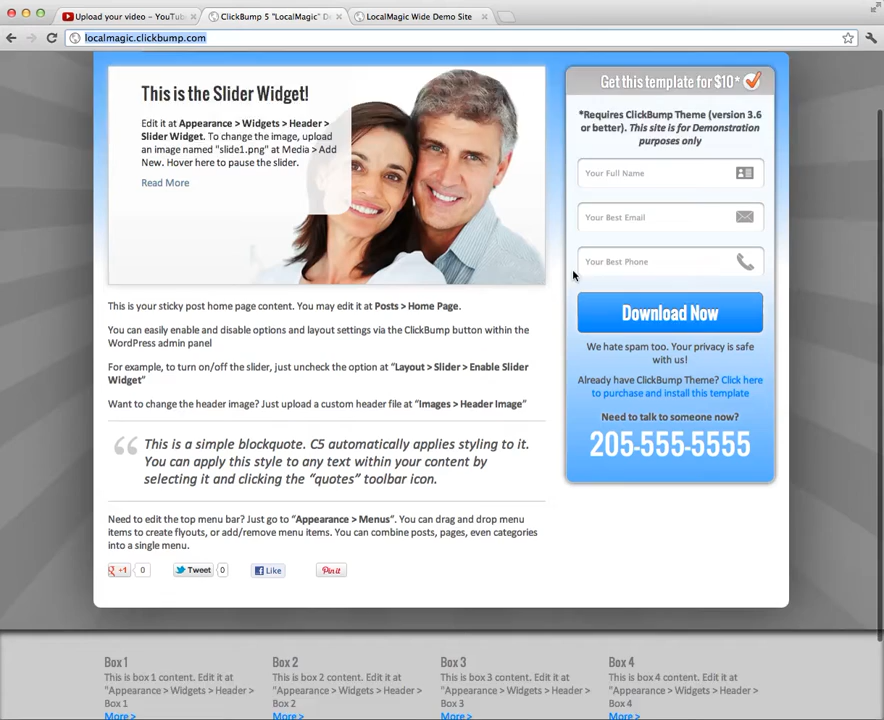 Upload your video – YouTu
ClickBump 5 "LocalMagic" De
LocalMagic Wide Demo Site
localmagic.clickbump.com
This is the Slider Widget!
Edit it at Appearance > Widgets > Header >
Slider Widget. To change the image, upload
an image named "slide1.png" at Media > Add
New. Hover here to pause the slider.
Read More
Get this template for $10*
*Requires ClickBump Theme (version 3.6
or better). This site is for Demonstration
purposes only
Your Full Name
Your Best Email
Your Best Phone
Download Now
We hate spam too. Your privacy is safe
with us!
Already have ClickBump Theme? Click here
to purchase and install this template
Need to talk to someone now?
205-555-5555
This is your sticky post home page content. You may edit it at Posts > Home Page.
You can easily enable and disable options and layout settings via the ClickBump button within the
WordPress admin panel
For example, to turn on/off the slider, just uncheck the option at “Layout > Slider > Enable Slider
Widget”
Want to change the header image? Just upload a custom header file at “Images > Header Image”
“ This is a simple blockquote. C5 automatically applies styling to it.
You can apply this style to any text within your content by
selecting it and clicking the “quotes” toolbar icon.
Need to edit the top menu bar? Just go to “Appearance > Menus”. You can drag and drop menu
items to create flyouts, or add/remove menu items. You can combine posts, pages, even categories
into a single menu.
g +1 0 Tweet 0 Like Pin it
Box 1
This is box 1 content. Edit it at
"Appearance > Widgets > Header >
Box 1
More >
Box 2
This is box 2 content. Edit it at
"Appearance > Widgets > Header >
Box 2
More >
Box 3
This is box 3 content. Edit it at
"Appearance > Widgets > Header >
Box 3
More >
Box 4
This is box 4 content. Edit it at
"Appearance > Widgets > Header >
Box 4
More >